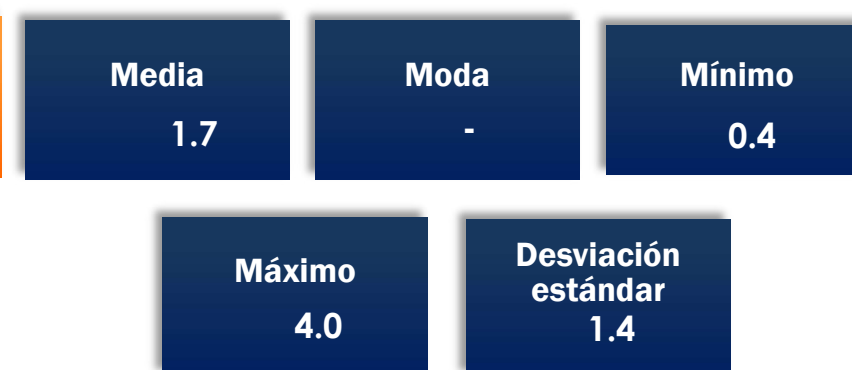 Media
1.7
Moda
-
Mínimo
0.4
Máximo
4.0
Desviación
estándar
1.4